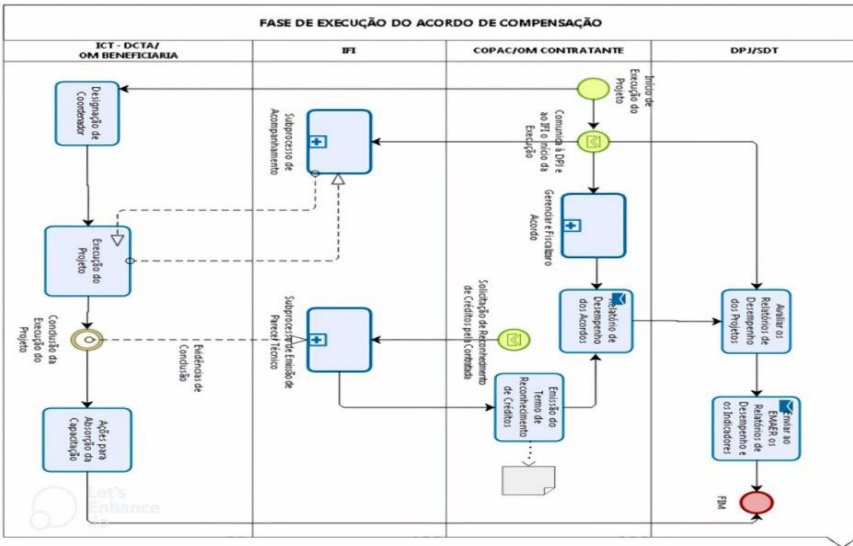 FASE DE EXECUÇÃO DO ACORDO DE COMPENSAÇÃO
ICT - DCTA/
OM BENEFICIARIA
IFI
COPAC/OM CONTRATANTE
DPJ/SDT
Início de
Execução do
Projeto
Designação de
Coordenador
Subprocesso de
Acompanhamento
Comunica à DPJ e
ao IFI o início da
Execução
Gerenciar e Fiscalizar o
Acordo
Execução do
Projeto
Solicitação de Reconhecimento
de Créditos pela Contratada
Relatório de
Desempenho
dos Acordos
Avaliar os
Relatórios de
Desempenho
dos Projetos
Conclusão da
Execução do
Projeto
Evidências de
Conclusão
Subprocesso de Emissão de
Parecer Técnico
Emissão do
Termo de
Reconhecimento
de Créditos
Enviar ao
EMAER os
Relatórios de
Desempenho e
os Indicadores
Ações para
Absorção da
Capacitação
FIM
Let's
Enhance
.io